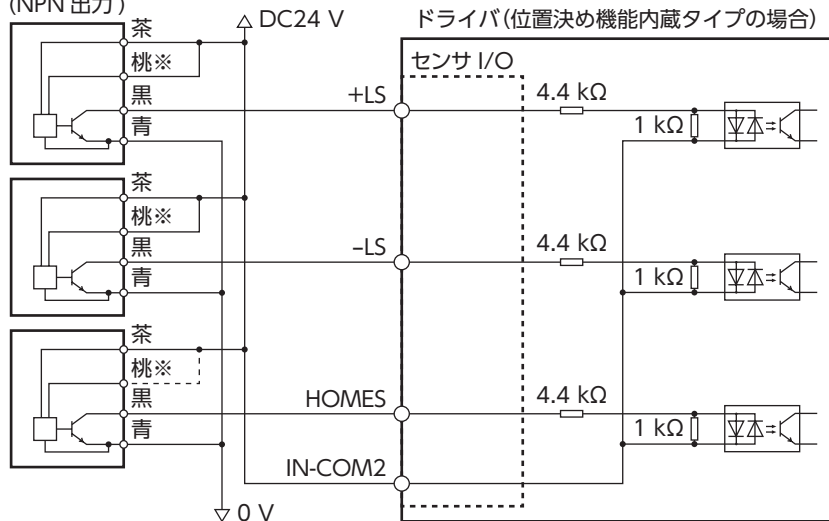 (NPN 出力)
DC24 V
ドライバ(位置決め機能内蔵タイプの場合)
茶
桃※
黒
青
センサ I/O
+LS
4.4 kΩ
1 kΩ
茶
桃※
黒
青
–LS
4.4 kΩ
1 kΩ
茶
桃※
黒
青
HOMES
4.4 kΩ
1 kΩ
IN-COM2
0 V